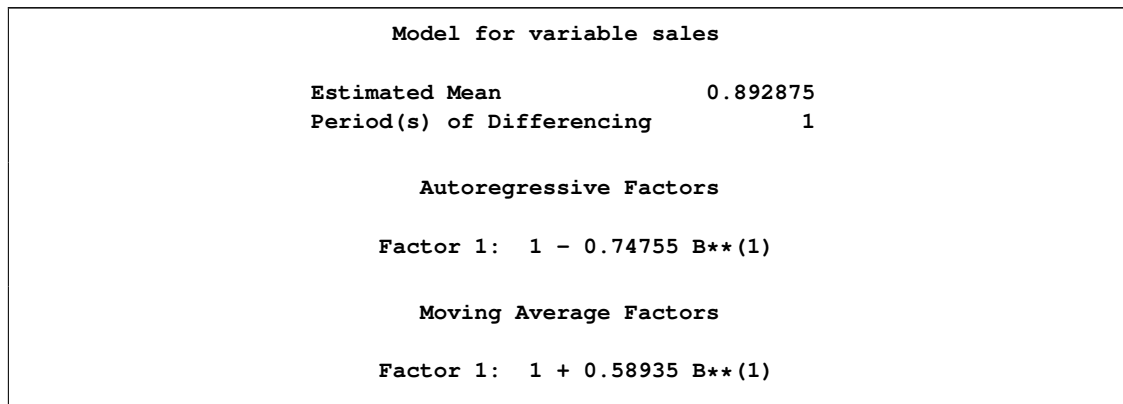 Model for variable sales
Estimated Mean 0.892875
Period(s) of Differencing 1
Autoregressive Factors
Factor 1: 1 - 0.74755 B**(1)
Moving Average Factors
Factor 1: 1 + 0.58935 B**(1)